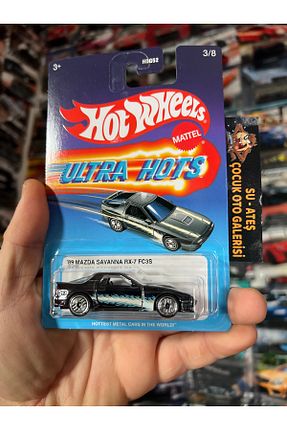 3+
HGG52
3/8
Hot Wheels
MATTEL
ULTRA HOTS
SU - ATEŞ
ÇOCUK OTO GALERİSİ
'89 MAZDA SAVANNA RX-7 FC3S
HOTTEST METAL CARS IN THE WORLD!